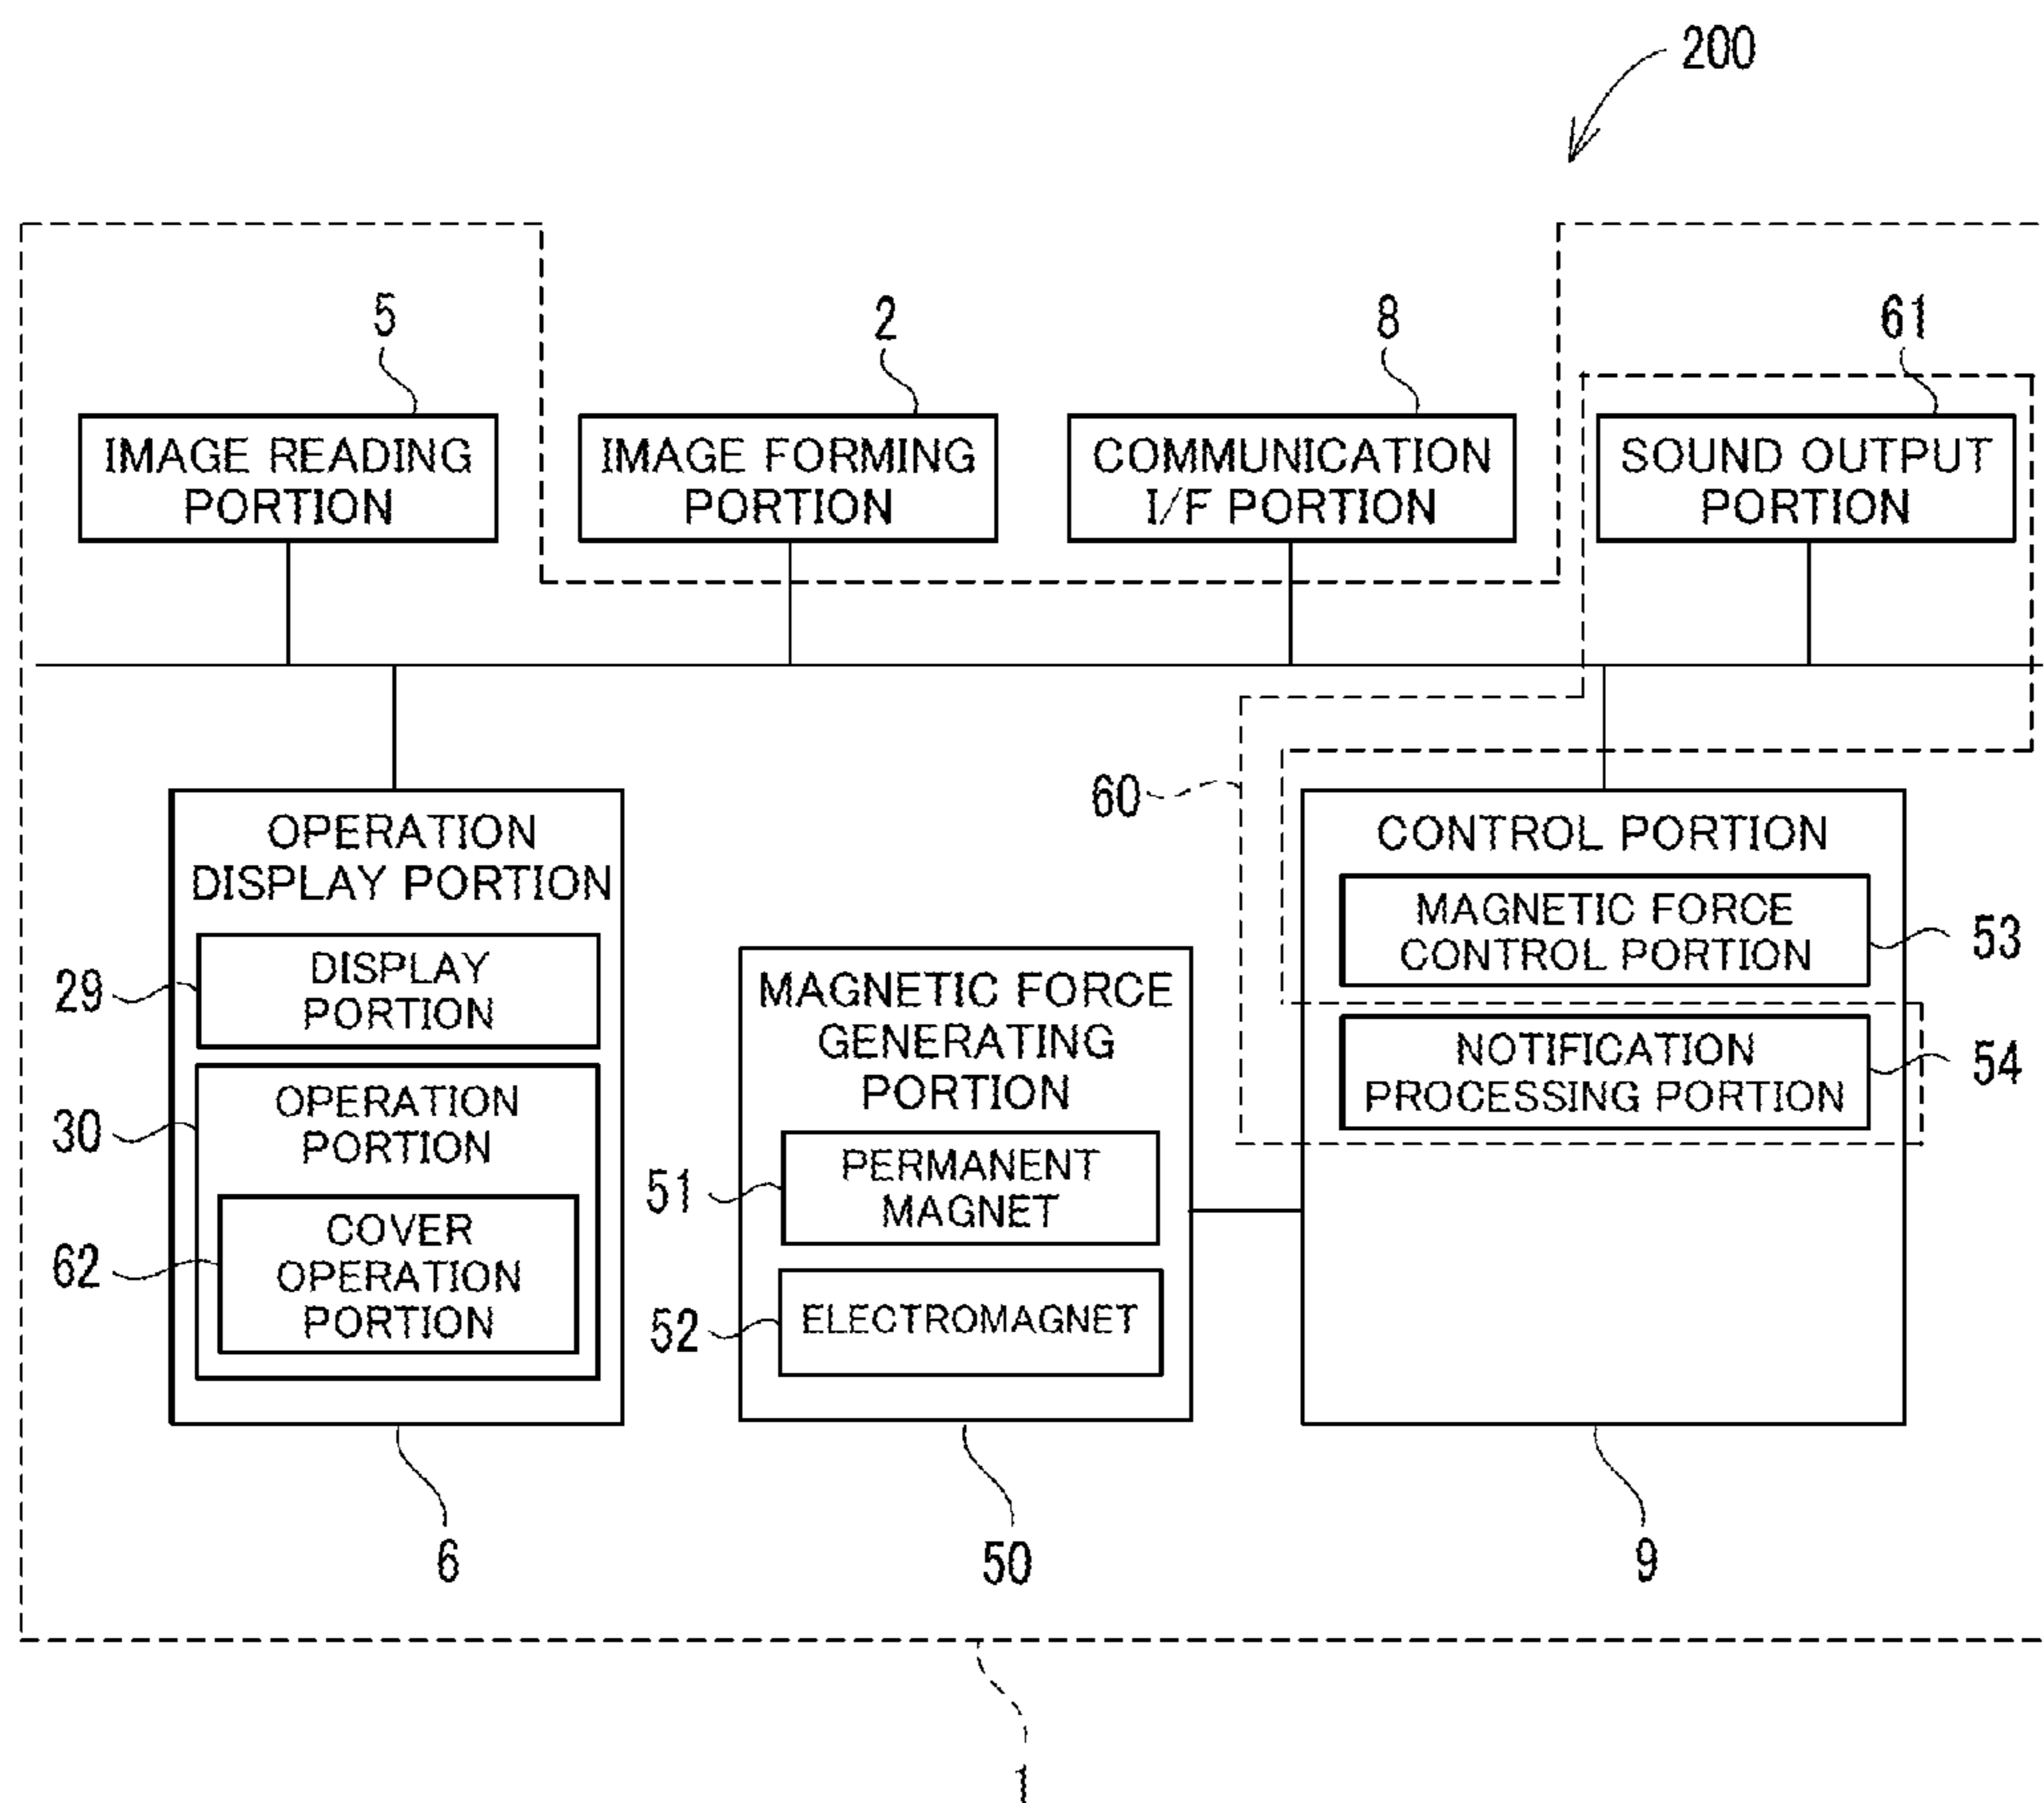 200
5
2
8
61
IMAGE READING
PORTION
IMAGE FORMING
PORTION
COMMUNICATION
I/F PORTION
SOUND OUTPUT
PORTION
60
OPERATION
DISPLAY PORTION
29
DISPLAY
PORTION
30
OPERATION
PORTION
62
COVER
OPERATION
PORTION
6
MAGNETIC FORCE
GENERATING
PORTION
51
PERMANENT
MAGNET
52
ELECTROMAGNET
50
CONTROL PORTION
MAGNETIC FORCE
CONTROL PORTION
53
NOTIFICATION
PROCESSING PORTION
54
9
1